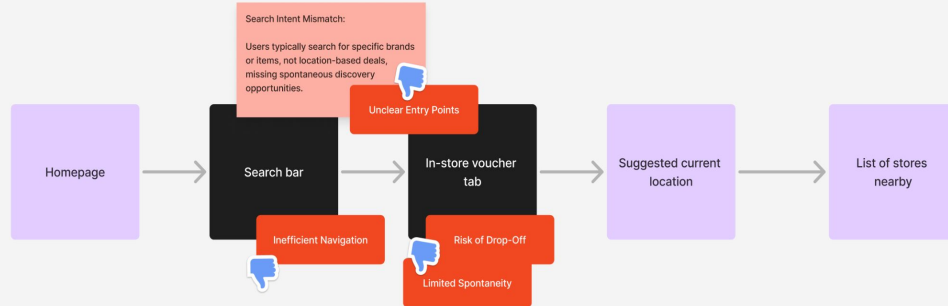 Search Intent Mismatch:
Users typically search for specific brands
or items, not location-based deals,
missing spontaneous discovery
opportunities.
Unclear Entry Points
Homepage
Search bar
In-store voucher
tab
Suggested current
location
List of stores
nearby
Inefficient Navigation
Risk of Drop-Off
Limited Spontaneity